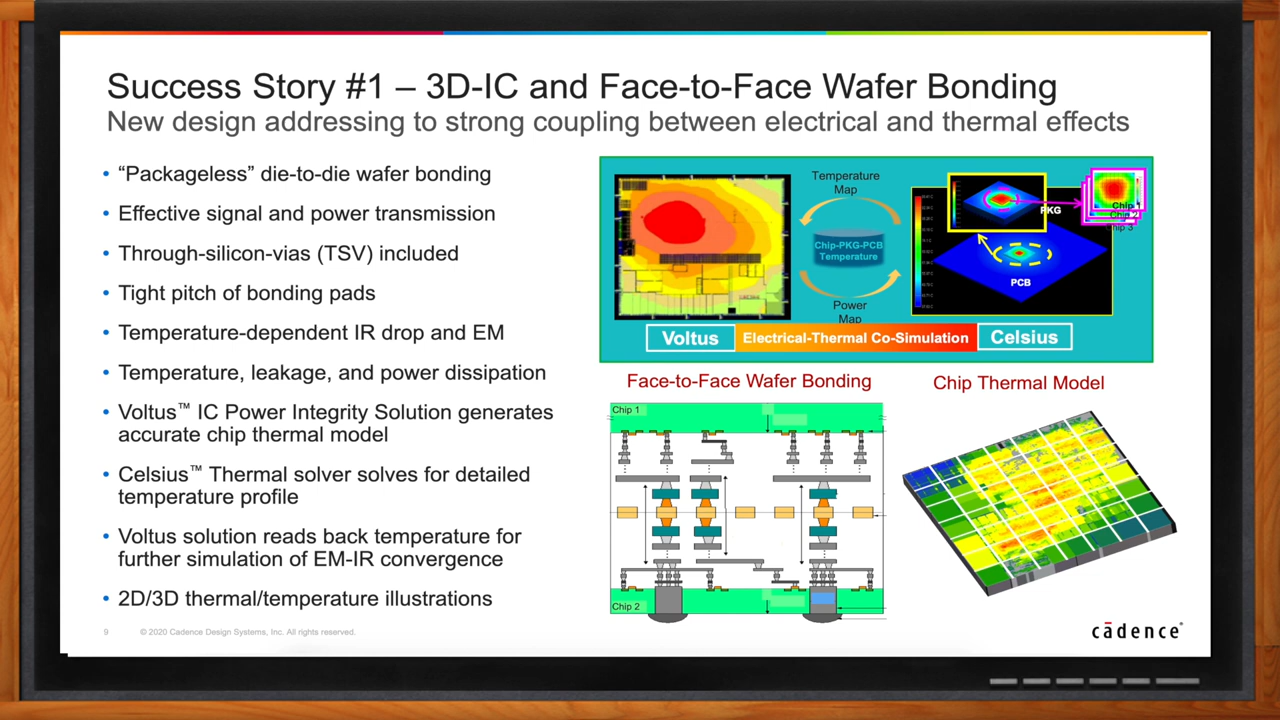 Success Story #1 – 3D-IC and Face-to-Face Wafer Bonding
New design addressing to strong coupling between electrical and thermal effects
• “Packageless” die-to-die wafer bonding
• Effective signal and power transmission
• Through-silicon-vias (TSV) included
• Tight pitch of bonding pads
• Temperature-dependent IR drop and EM
• Temperature, leakage, and power dissipation
• Voltus™ IC Power Integrity Solution generates
accurate chip thermal model
• Celsius™ Thermal solver solves for detailed
temperature profile
• Voltus solution reads back temperature for
further simulation of EM-IR convergence
• 2D/3D thermal/temperature illustrations
Temperature
Map
Chip-PKG-PCB
Temperature
Power
Map
PKG
Chip 1
Chip 2
Chip 3
PCB
Voltus
Electrical-Thermal Co-Simulation
Celsius
Face-to-Face Wafer Bonding
Chip Thermal Model
Chip 1
Chip 2
9
© 2020 Cadence Design Systems, Inc. All rights reserved.
cādence®